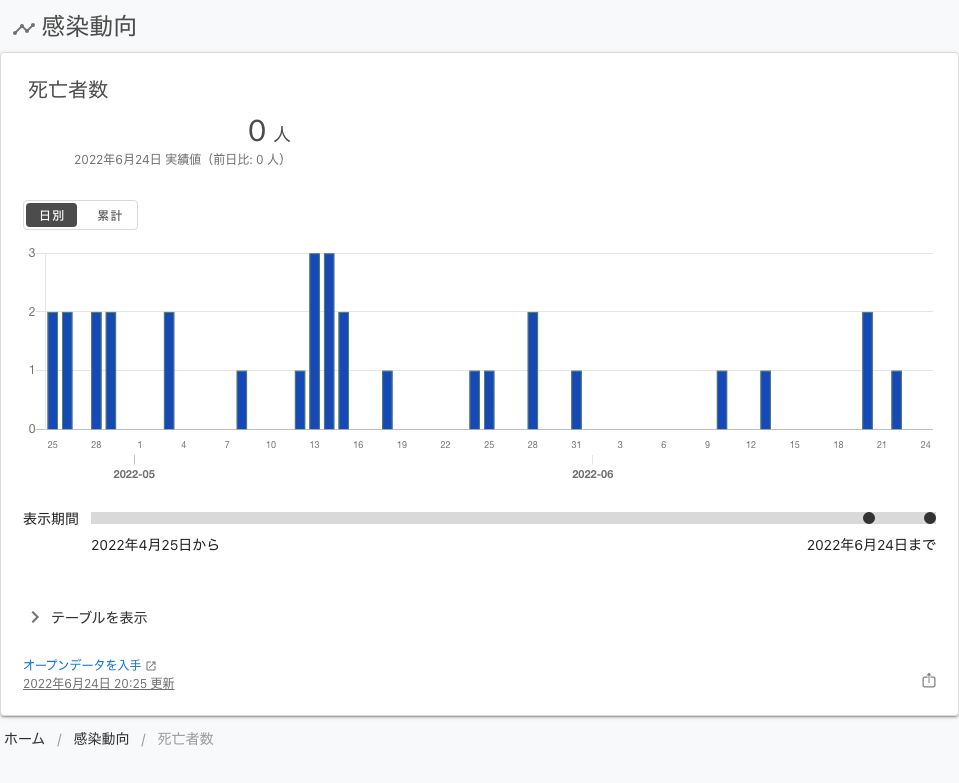 感染動向
死亡者数
0 人
2022年6月24日 実績値（前日比: 0 人）
日別 累計
3
2
1
0
25 28 1 4 7 10 13 16 19 22 25 28 31 3 6 9 12 15 18 21 24
2022-05 2022-06
表示期間
2022年4月25日から 2022年6月24日まで
テーブルを表示
オープンデータを入手
2022年6月24日 20:25 更新
ホーム / 感染動向 / 死亡者数